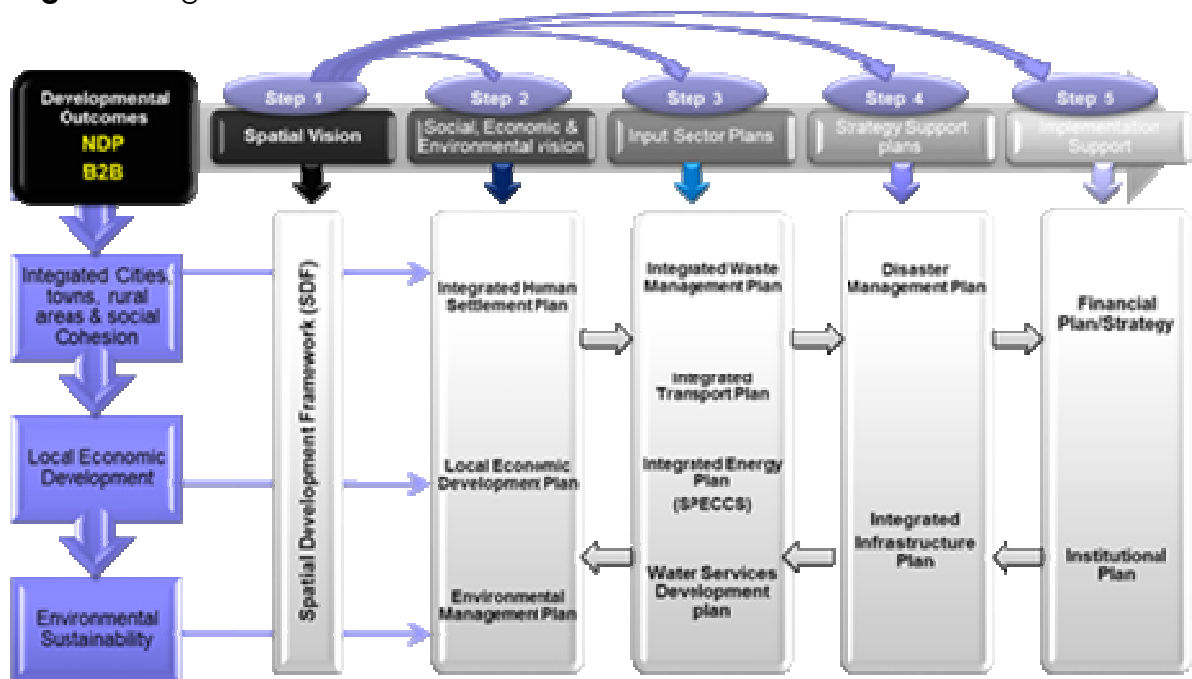 Developmental
Outcomes
NDP
B2B
Step 1
Step 2
Step 3
Step 4
Step 5
Spatial Vision
Social, Economic &
Environmental vision
Input Sector Plans
Strategy Support
plans
Implementation
Support
Integrated Cities,
towns, rural
areas & social
Cohesion
Local Economic
Development
Environmental
Sustainability
Spatial Development Framework (SDF)
Integrated Human
Settlement Plan
Local Economic
Development Plan
Environmental
Management Plan
Integrated Waste
Management Plan
Integrated
Transport Plan
Integrated Energy
Plan
(SPECCS)
Water Services
Development
plan
Disaster
Management Plan
Integrated
Infrastructure
Plan
Financial
Plan/Strategy
Institutional
Plan